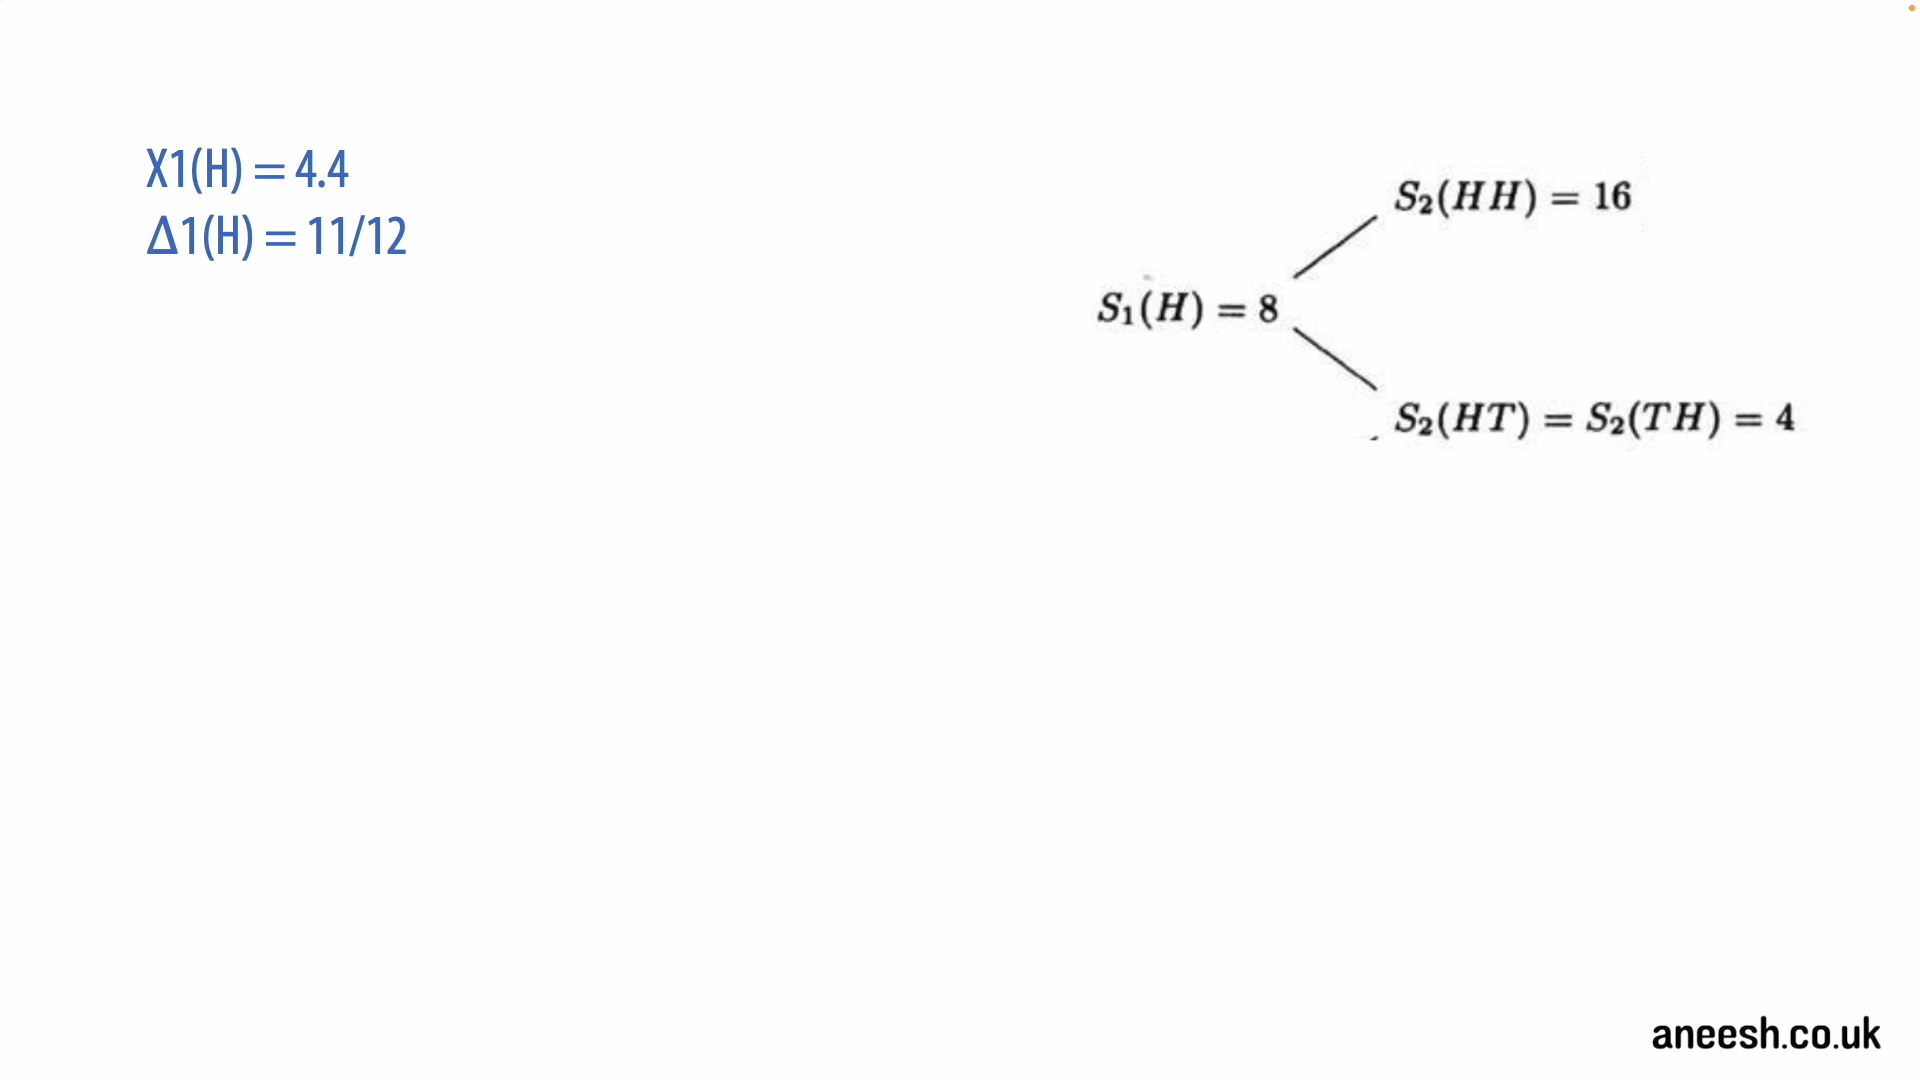 X1(H) = 4.4
Δ1(H) = 11/12
S₂(HH) = 16
S₁(H) = 8
S₂(HT) = S₂(TH) = 4
aneesh.co.uk